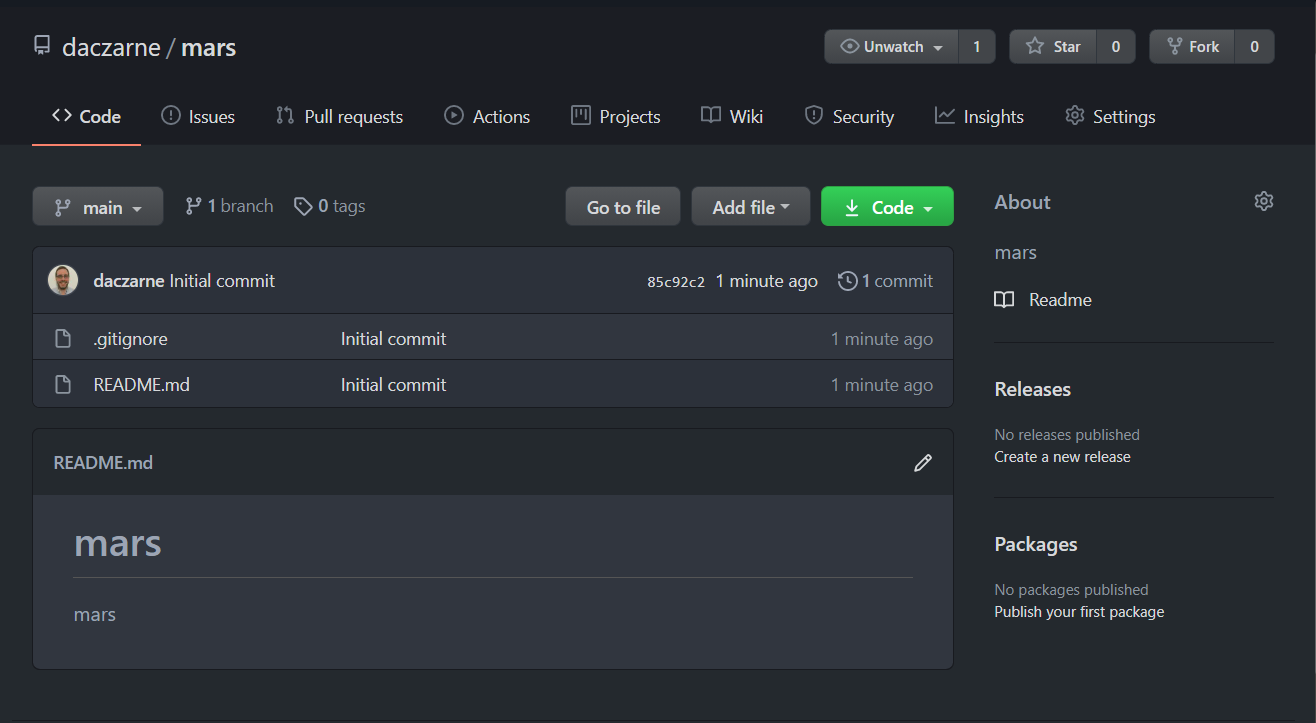 daczarne / mars
Unwatch 1 Star 0 Fork 0
Code Issues Pull requests Actions Projects Wiki Security Insights Settings
main 1 branch 0 tags Go to file Add file Code
daczarne Initial commit 85c92c2 1 minute ago 1 commit
.gitignore Initial commit 1 minute ago
README.md Initial commit 1 minute ago
README.md
mars
mars
About
mars
Readme
Releases
No releases published
Create a new release
Packages
No packages published
Publish your first package